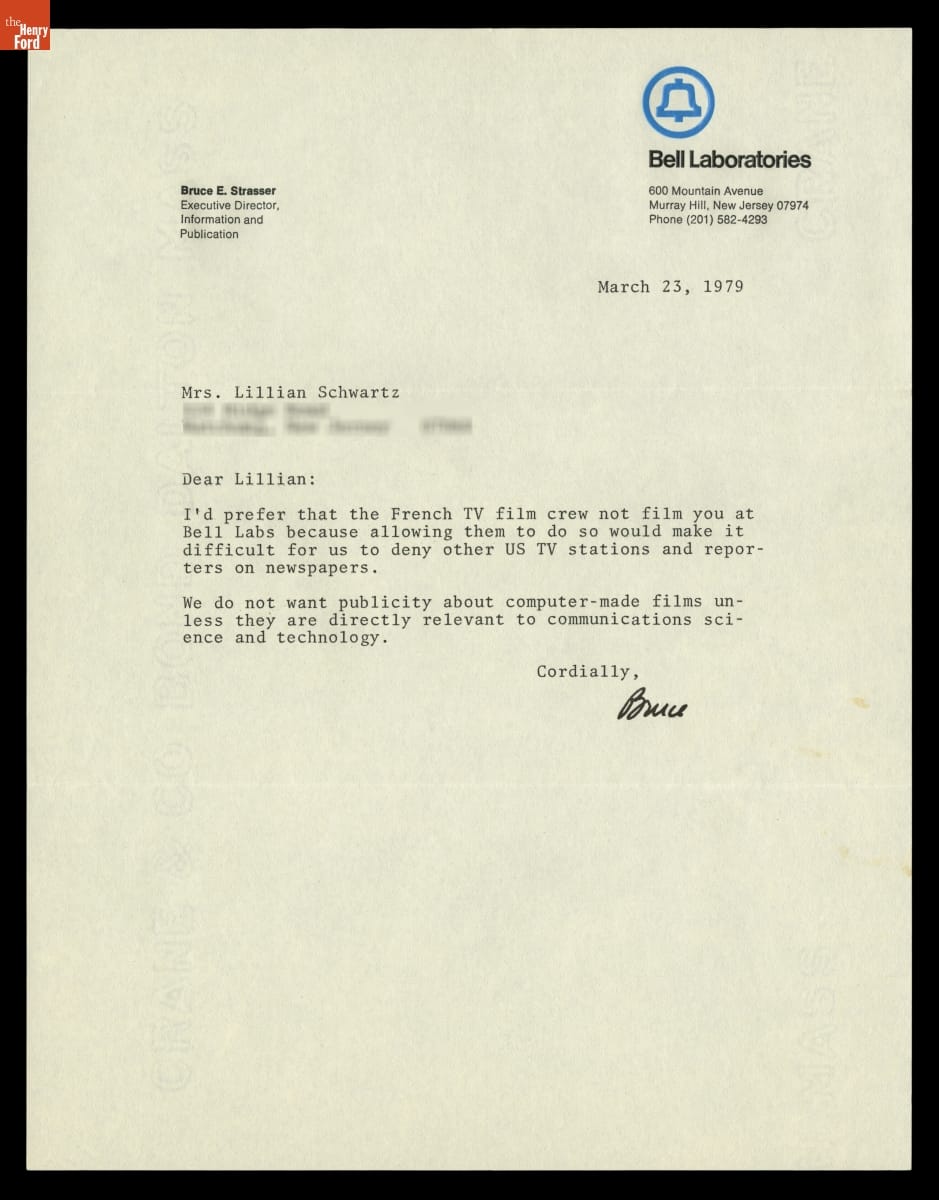 the
Henry
Ford
Bell Laboratories
Bruce E. Strasser
Executive Director,
Information and
Publication
600 Mountain Avenue
Murray Hill, New Jersey 07974
Phone (201) 582-4293
March 23, 1979
Mrs. Lillian Schwartz
Dear Lillian:
I'd prefer that the French TV film crew not film you at
Bell Labs because allowing them to do so would make it
difficult for us to deny other US TV stations and repor-
ters on newspapers.
We do not want publicity about computer-made films un-
less they are directly relevant to communications sci-
ence and technology.
Cordially,
Bruce